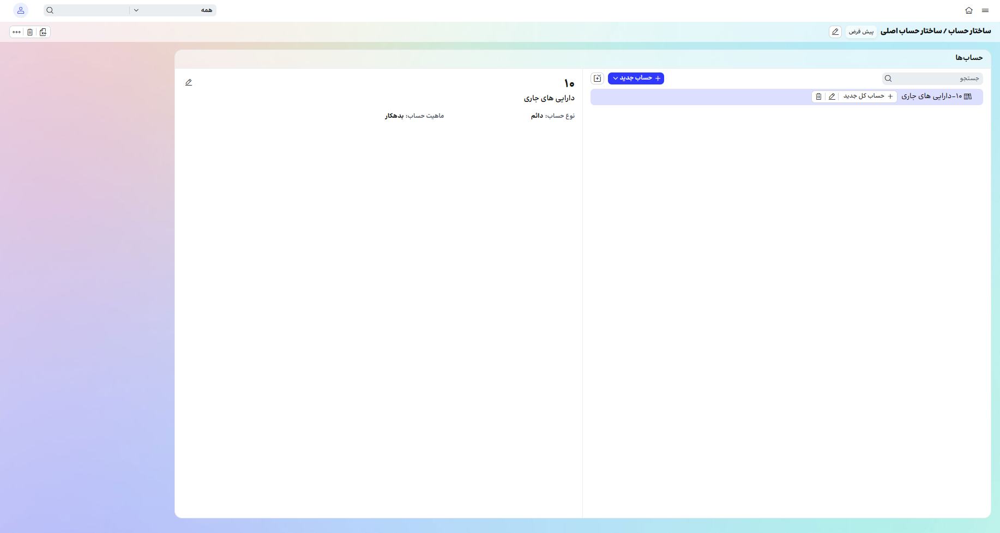 همه
ساختار حساب / ساختار حساب اصلی
پیش فرض
حساب‌ها
جستجو
حساب جدید
۱۰-دارایی های جاری
حساب کل جدید
۱۰
دارایی های جاری
نوع حساب: دائم
ماهیت حساب: بدهکار